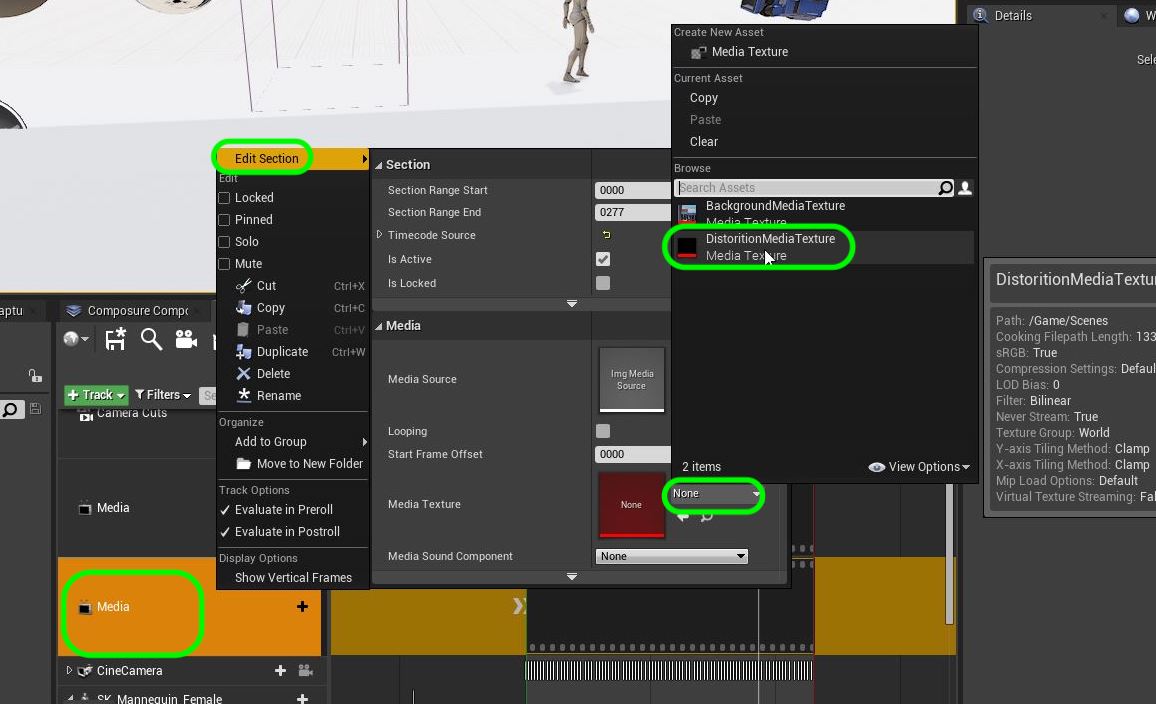 Details
W
Sele
Create New Asset
Media Texture
Current Asset
Copy
Paste
Clear
Browse
Search Assets
BackgroundMediaTexture
Media Texture
DistoritionMediaTexture
Media Texture
2 items
View Options
Edit Section
Edit
Locked
Pinned
Solo
Mute
Cut Ctrl+X
Copy Ctrl+C
Paste Ctrl+V
Duplicate Ctrl+W
Delete
Rename
Organize
Add to Group
Move to New Folder
Track Options
Evaluate in Preroll
Evaluate in Postroll
Display Options
Show Vertical Frames
Section
Section Range Start 0000
Section Range End 0277
Timecode Source
Is Active
Is Locked
Media
Media Source
Img Media
Source
Looping
Start Frame Offset 0000
Media Texture
None
None
Media Sound Component None
DistoritionMediaTextu
Path: /Game/Scenes
Cooking Filepath Length: 133
sRGB: True
Compression Settings: Defau
LOD Bias: 0
Filter: Bilinear
Never Stream: True
Texture Group: World
Y-axis Tiling Method: Clamp
X-axis Tiling Method: Clamp
Mip Load Options: Default
Virtual Texture Streaming: Fa
aptu
Composure Compo
Track
Filters
Se
Camera Cuts
Media
Media
CineCamera
SK_Mannequin_Female